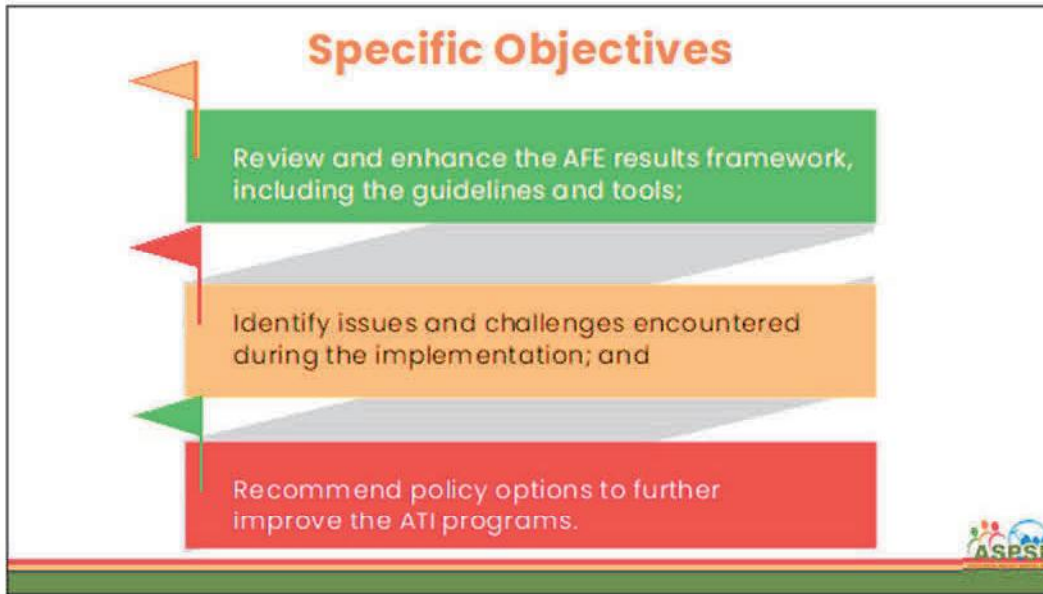 Specific Objectives
Review and enhance the AFE results framework,
including the guidelines and tools;
Identify issues and challenges encountered
during the implementation; and
Recommend policy options to further
improve the ATI programs.
ASPSI